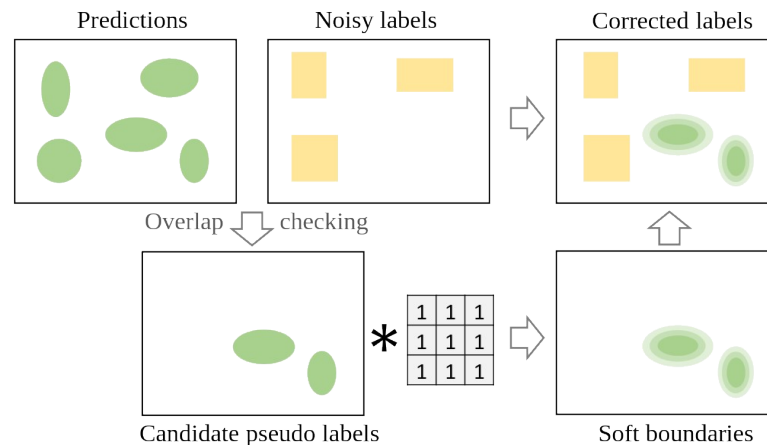 Predictions
Noisy labels
Corrected labels
Overlap checking
*
1 1 1
1 1 1
1 1 1
Candidate pseudo labels
Soft boundaries